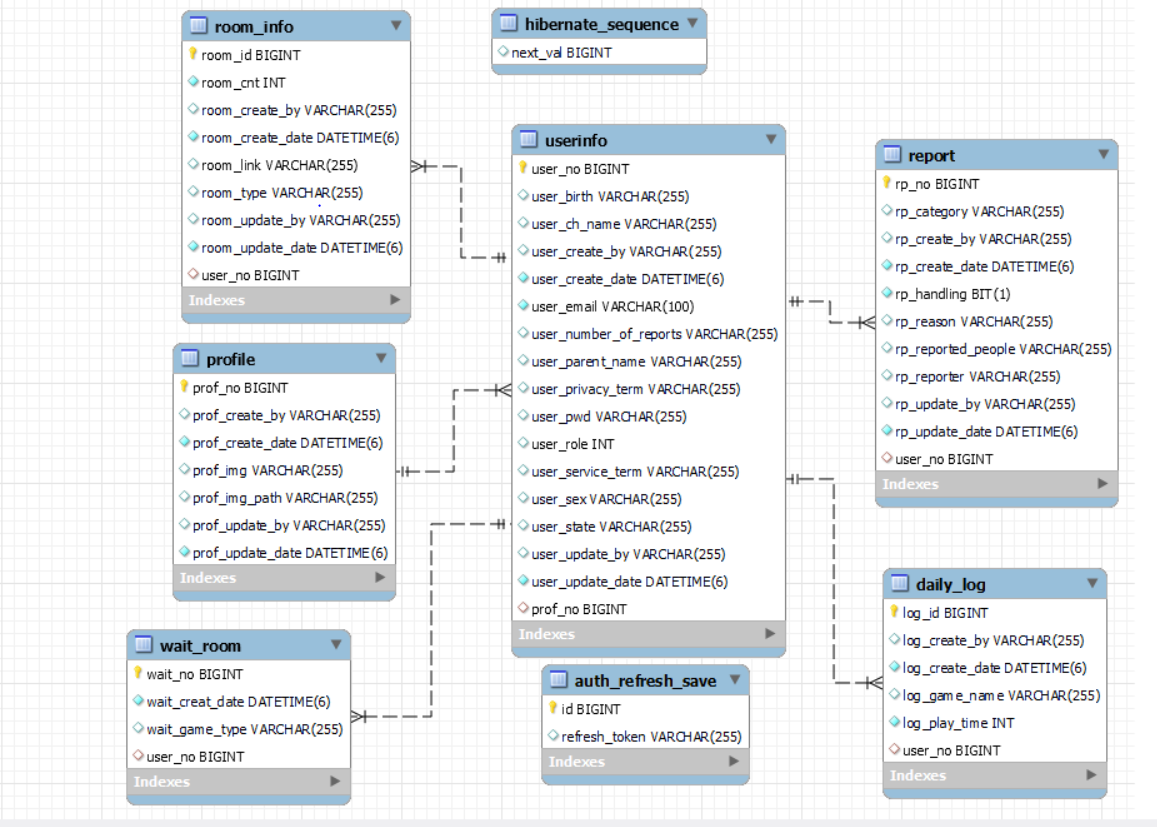 room_info
room_id BIGINT
room_cnt INT
room_create_by VARCHAR(255)
room_create_date DATETIME(6)
room_link VARCHAR(255)
room_type VARCHAR(255)
room_update_by VARCHAR(255)
room_update_date DATETIME(6)
user_no BIGINT
Indexes
hibernate_sequence
next_val BIGINT
userinfo
user_no BIGINT
user_birth VARCHAR(255)
user_ch_name VARCHAR(255)
user_create_by VARCHAR(255)
user_create_date DATETIME(6)
user_email VARCHAR(100)
user_number_of_reports VARCHAR(255)
user_parent_name VARCHAR(255)
user_privacy_term VARCHAR(255)
user_pwd VARCHAR(255)
user_role INT
user_service_term VARCHAR(255)
user_sex VARCHAR(255)
user_state VARCHAR(255)
user_update_by VARCHAR(255)
user_update_date DATETIME(6)
prof_no BIGINT
Indexes
report
rp_no BIGINT
rp_category VARCHAR(255)
rp_create_by VARCHAR(255)
rp_create_date DATETIME(6)
rp_handling BIT(1)
rp_reason VARCHAR(255)
rp_reported_people VARCHAR(255)
rp_reporter VARCHAR(255)
rp_update_by VARCHAR(255)
rp_update_date DATETIME(6)
user_no BIGINT
Indexes
profile
prof_no BIGINT
prof_create_by VARCHAR(255)
prof_create_date DATETIME(6)
prof_img VARCHAR(255)
prof_img_path VARCHAR(255)
prof_update_by VARCHAR(255)
prof_update_date DATETIME(6)
Indexes
wait_room
wait_no BIGINT
wait_creat_date DATETIME(6)
wait_game_type VARCHAR(255)
user_no BIGINT
Indexes
auth_refresh_save
id BIGINT
refresh_token VARCHAR(255)
Indexes
daily_log
log_id BIGINT
log_create_by VARCHAR(255)
log_create_date DATETIME(6)
log_game_name VARCHAR(255)
log_play_time INT
user_no BIGINT
Indexes